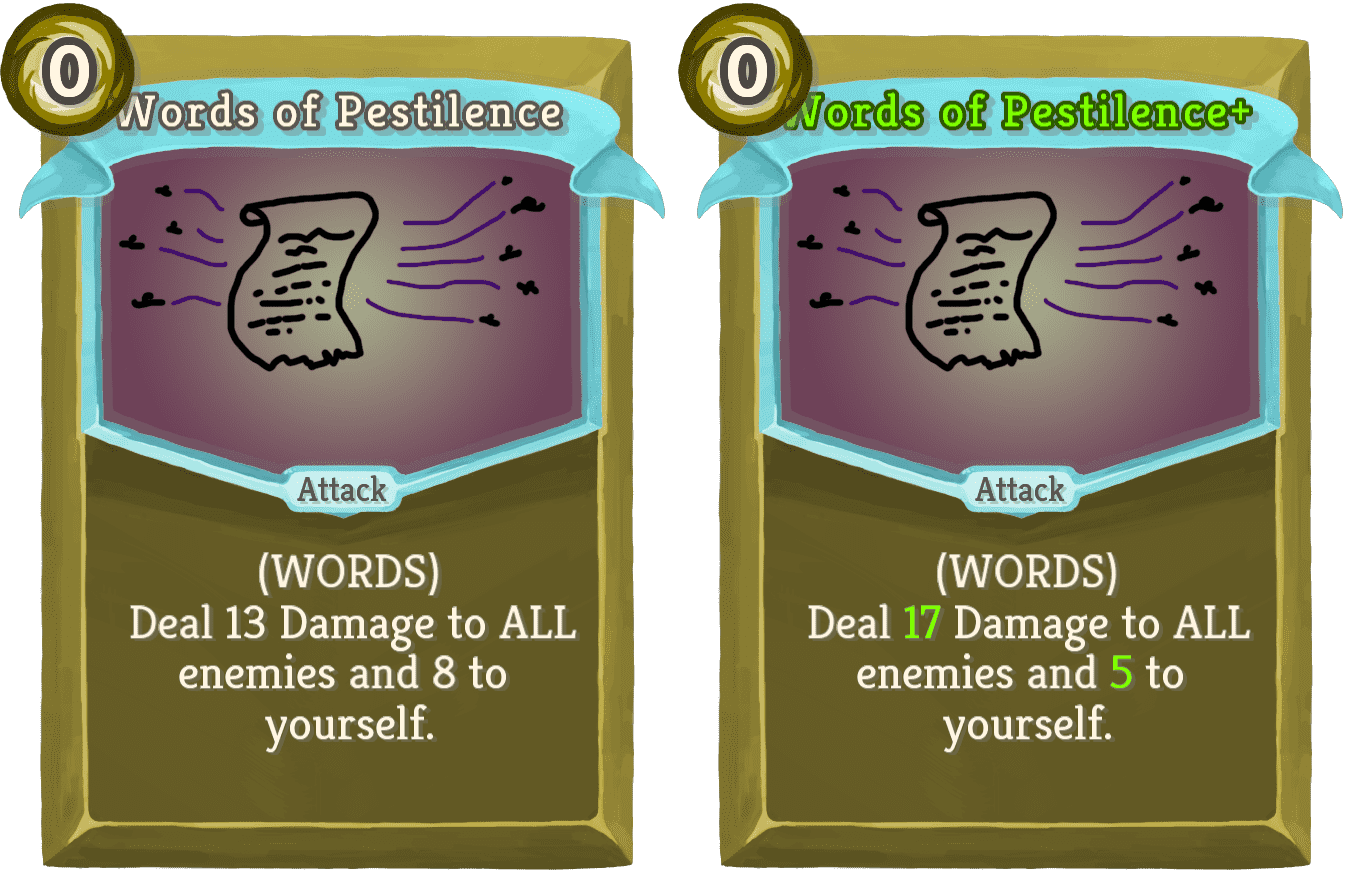 0
Words of Pestilence
Attack
(WORDS)
Deal 13 Damage to ALL
enemies and 8 to
yourself.
0
Words of Pestilence+
Attack
(WORDS)
Deal 17 Damage to ALL
enemies and 5 to
yourself.